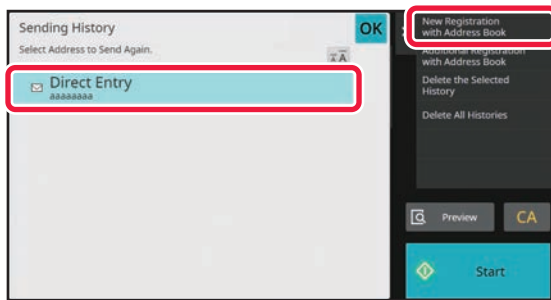 Sending History
OK
Select Address to Send Again.
Direct Entry
aaaaaaaa
New Registration
with Address Book
Additional Registration
with Address Book
Delete the Selected
History
Delete All Histories
Preview
CA
Start